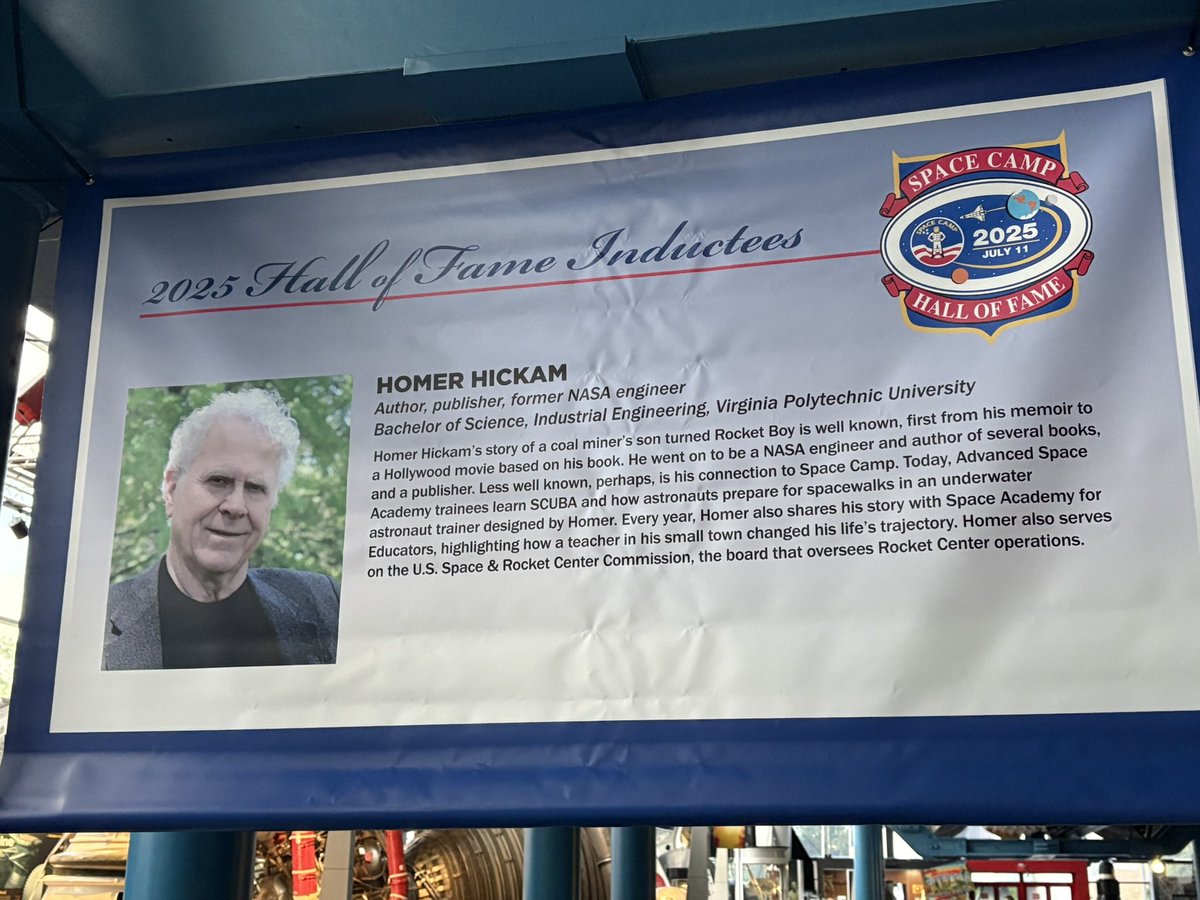 2025 Hall of Fame Inductees
SPACE CAMP
SPACE CAMP
2025
JULY 11
HALL OF FAME
HOMER HICKAM
Author, publisher, former NASA engineer
Bachelor of Science, Industrial Engineering, Virginia Polytechnic University
Homer Hickam's story of a coal miner's son turned Rocket Boy is well known, first from his memoir to
a Hollywood movie based on his book. He went on to be a NASA engineer and author of several books,
and a publisher. Less well known, perhaps, is his connection to Space Camp. Today, Advanced Space
Academy trainees learn SCUBA and how astronauts prepare for spacewalks in an underwater
astronaut trainer designed by Homer. Every year, Homer also shares his story with Space Academy for
Educators, highlighting how a teacher in his small town changed his life's trajectory. Homer also serves
on the U.S. Space & Rocket Center Commission, the board that oversees Rocket Center operations.